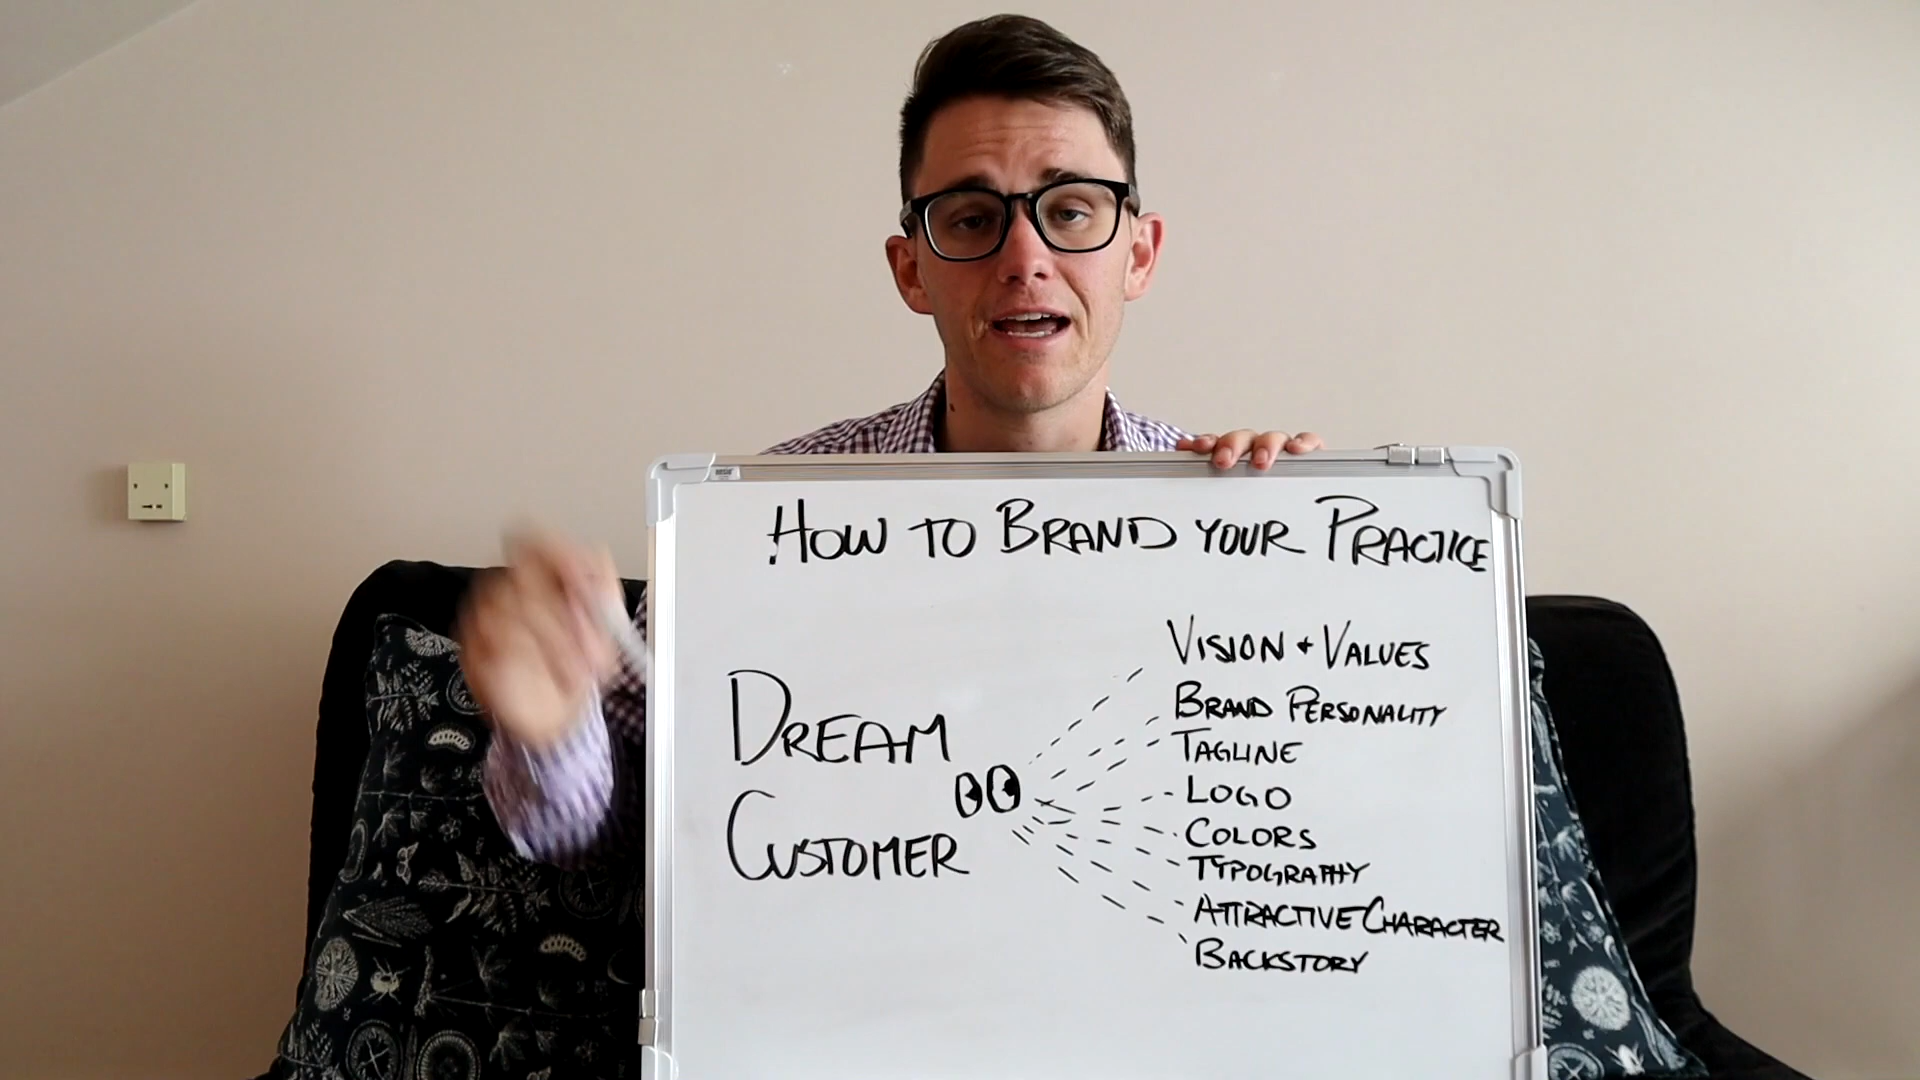 HOW TO BRAND YOUR PRACTICE
DREAM
CUSTOMER
VISION + VALUES
BRAND PERSONALITY
TAGLINE
LOGO
COLORS
TYPOGRAPHY
ATTRACTIVE CHARACTER
BACKSTORY